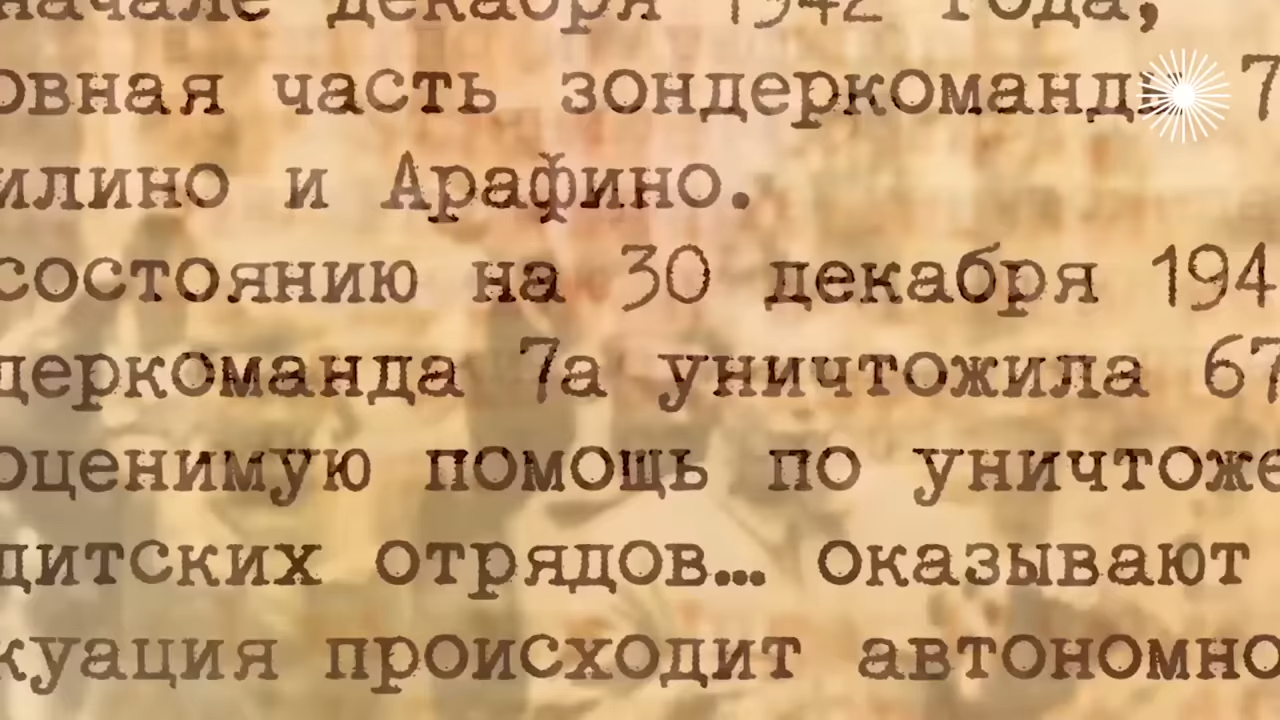 начале декабря 1942 года,
овная часть зондеркоманды 7
илино и Арафино.
состоянию на 30 декабря 194
деркоманда 7а уничтожила 67
оценимую помощь по уничтоже
дитских отрядов… оказывают
куация происходит автономно